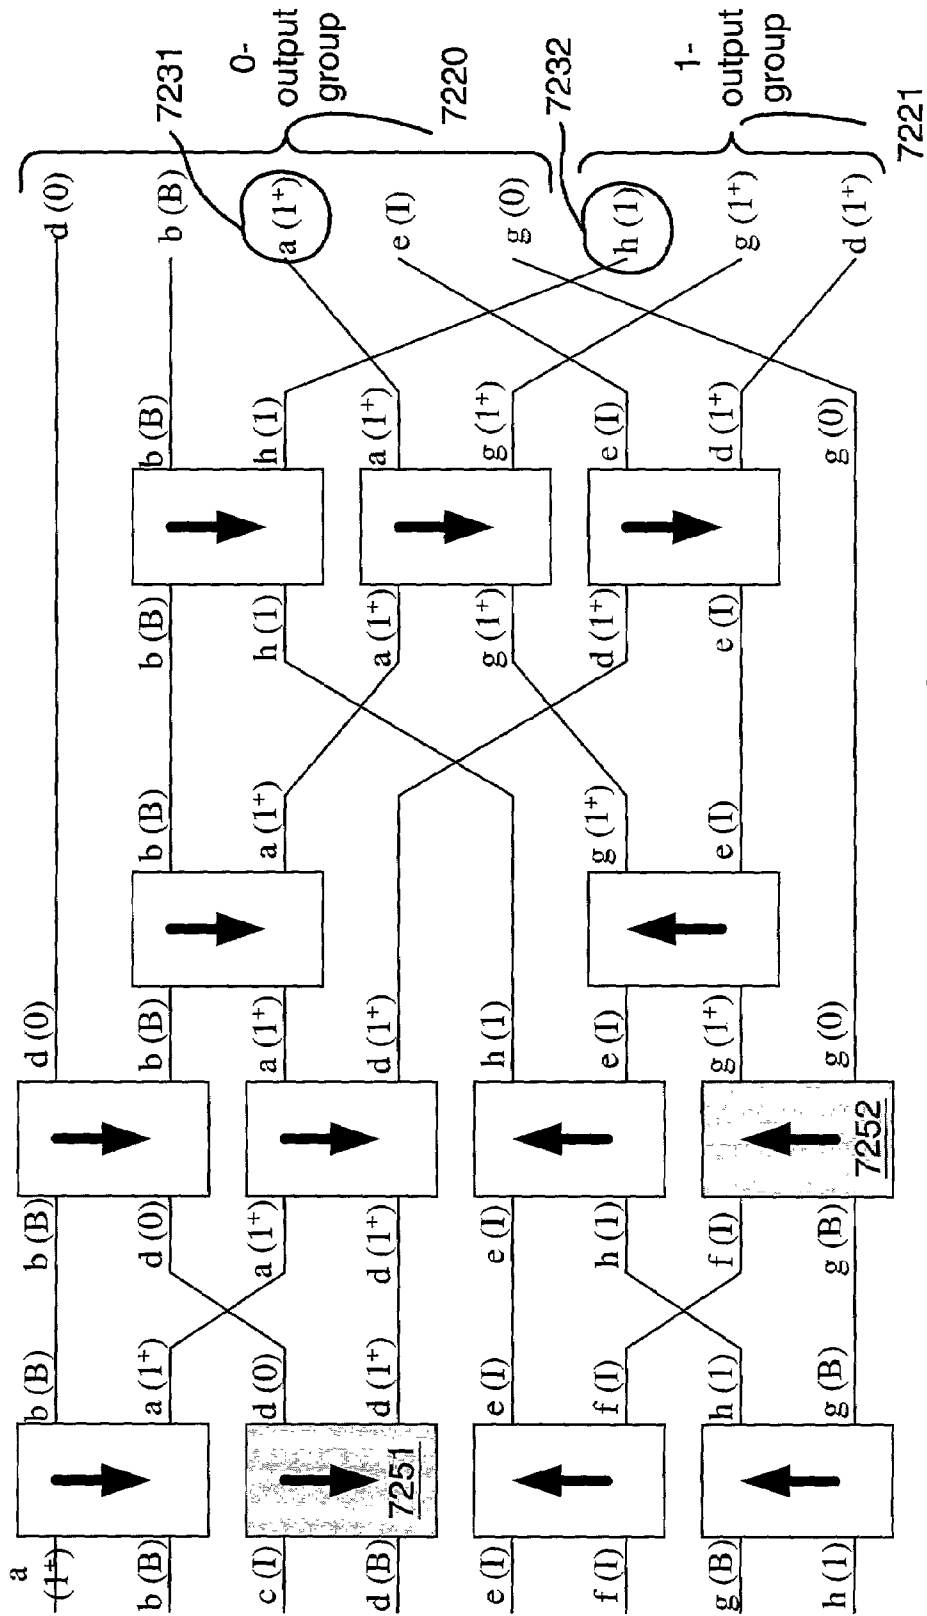 a
(1⁺)
b (B)
c (I)
d (B)
e (I)
f (I)
g (B)
h (1)
7251
b (B)
a (1⁺)
d (0)
d (1⁺)
e (I)
f (I)
h (1)
g (B)
b (B)
d (0)
a (1⁺)
d (1⁺)
e (I)
h (1)
f (I)
g (B)
7252
d (0)
b (B)
a (1⁺)
d (1⁺)
h (1)
e (I)
g (1⁺)
g (0)
b (B)
a (1⁺)
g (1⁺)
e (I)
b (B)
h (1)
a (1⁺)
g (1⁺)
d (1⁺)
e (I)
b (B)
h (1)
a (1⁺)
g (1⁺)
e (I)
d (1⁺)
g (0)
d (0)
b (B)
a (1⁺)
e (I)
g (0)
h (1)
g (1⁺)
d (1⁺)
7231
0-
output
group
7220
7232
1-
output
group
7221